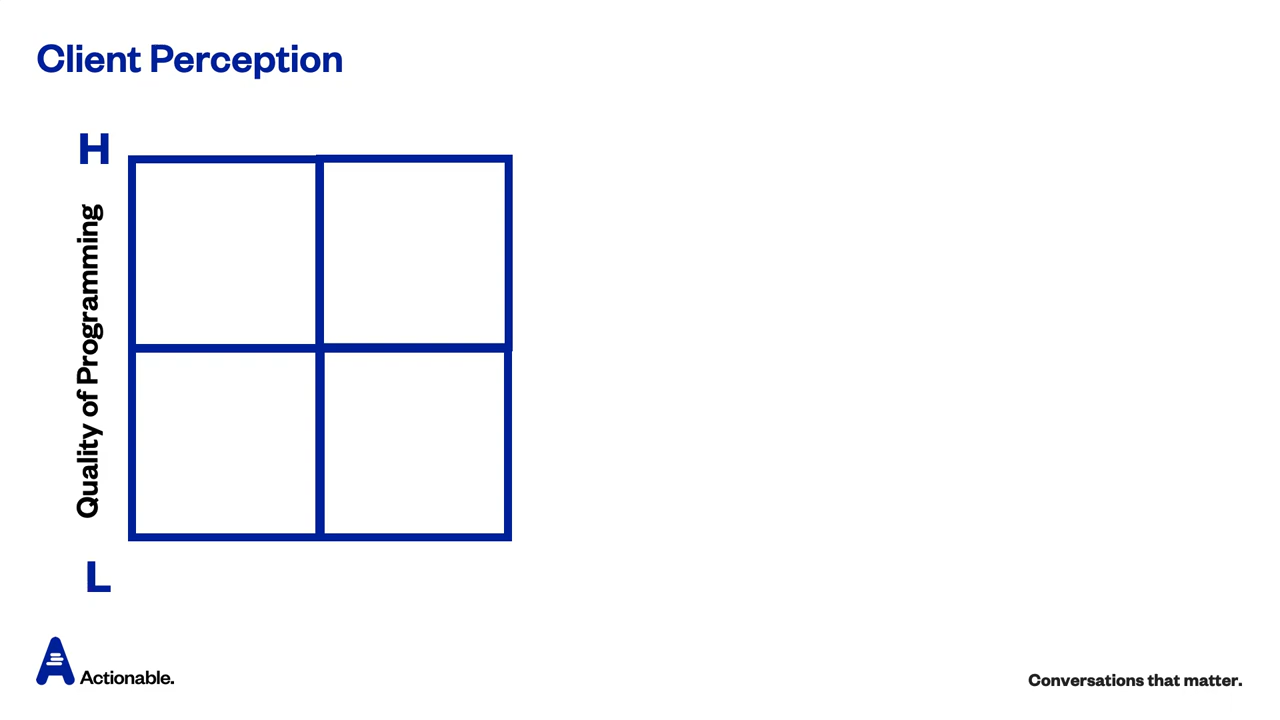 Client Perception
H
Quality of Programming
L
Actionable.
Conversations that matter.